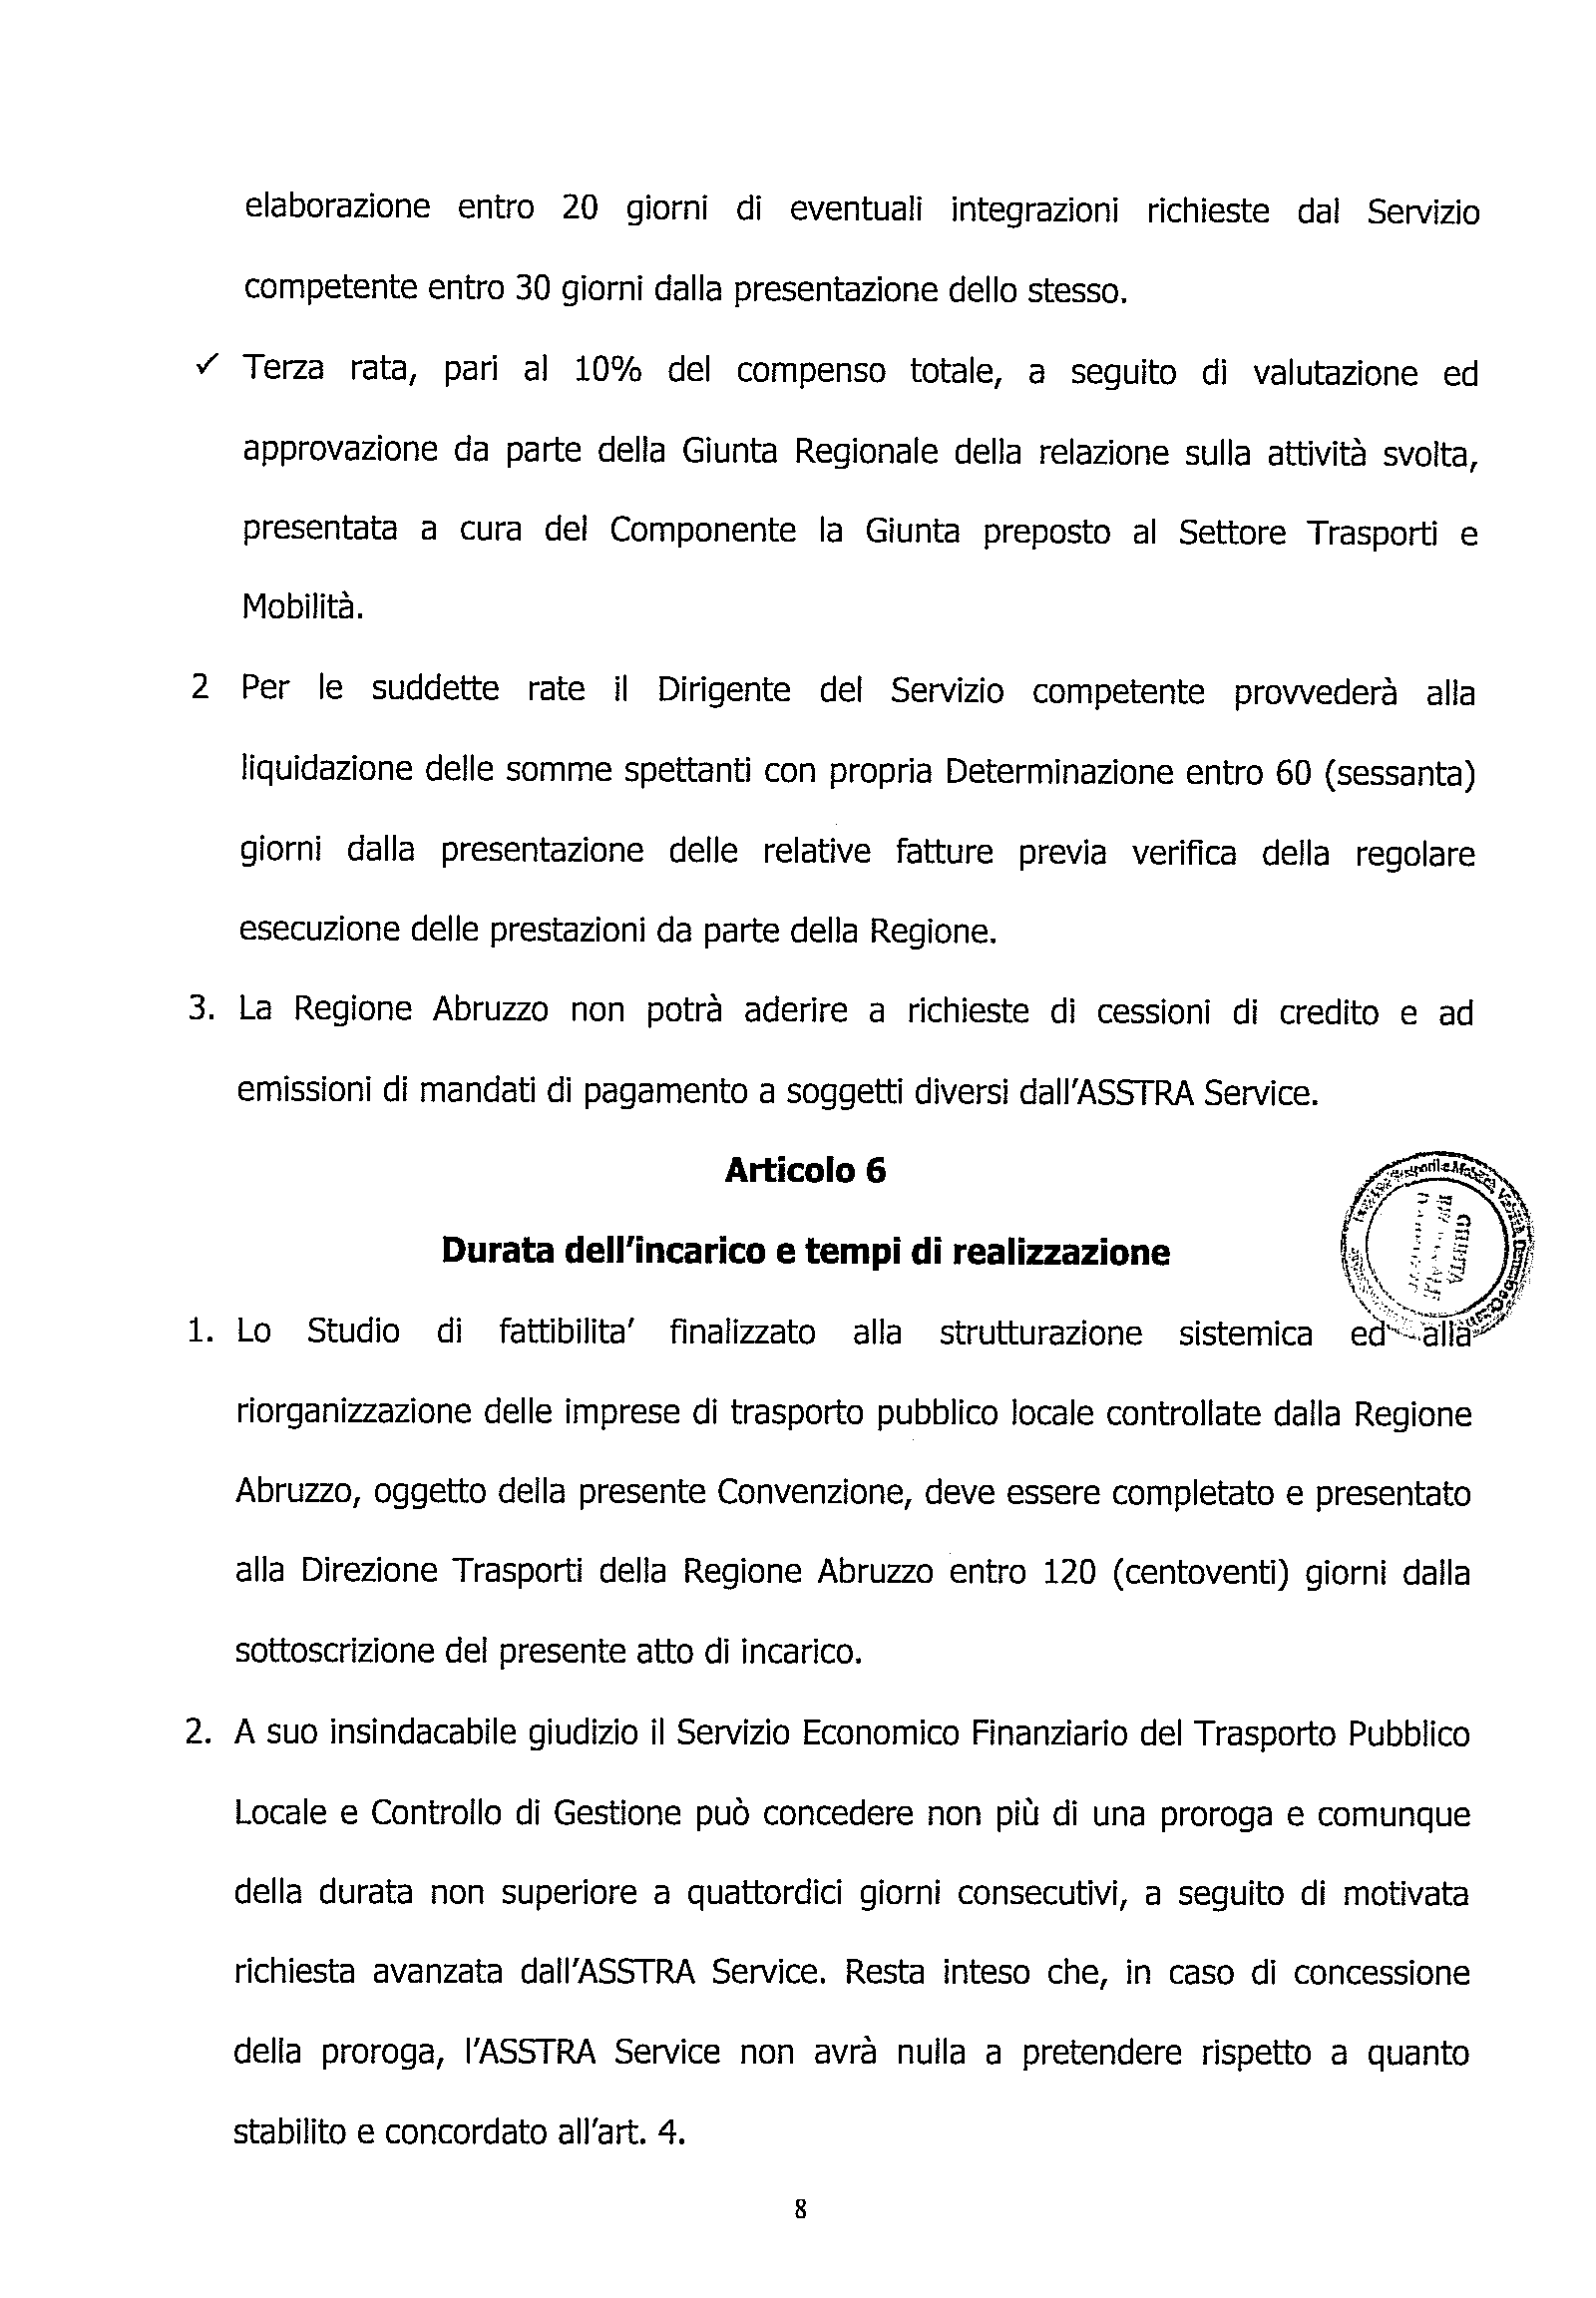 elaborazione entro 20 giorni di eventuali integrazioni richieste dal Servizio
competente entro 30 giorni dalla presentazione dello stesso.
✓ Terza rata, pari al 10% del compenso totale, a seguito di valutazione ed
approvazione da parte della Giunta Regionale della relazione sulla attività svolta,
presentata a cura del Componente la Giunta preposto al Settore Trasporti e
Mobilità.
2 Per le suddette rate il Dirigente del Servizio competente provvederà alla
liquidazione delle somme spettanti con propria Determinazione entro 60 (sessanta)
giorni dalla presentazione delle relative fatture previa verifica della regolare
esecuzione delle prestazioni da parte della Regione.
3. La Regione Abruzzo non potrà aderire a richieste di cessioni di credito e ad
emissioni di mandati di pagamento a soggetti diversi dall'ASSTRA Service.
Articolo 6
Durata dell'incarico e tempi di realizzazione
GIUNTA
1. Lo Studio di fattibilita' finalizzato alla strutturazione sistemica ed alla
riorganizzazione delle imprese di trasporto pubblico locale controllate dalla Regione
Abruzzo, oggetto della presente Convenzione, deve essere completato e presentato
alla Direzione Trasporti della Regione Abruzzo entro 120 (centoventi) giorni dalla
sottoscrizione del presente atto di incarico.
2. A suo insindacabile giudizio il Servizio Economico Finanziario del Trasporto Pubblico
Locale e Controllo di Gestione può concedere non più di una proroga e comunque
della durata non superiore a quattordici giorni consecutivi, a seguito di motivata
richiesta avanzata dall'ASSTRA Service. Resta inteso che, in caso di concessione
della proroga, l'ASSTRA Service non avrà nulla a pretendere rispetto a quanto
stabilito e concordato all'art. 4.
8